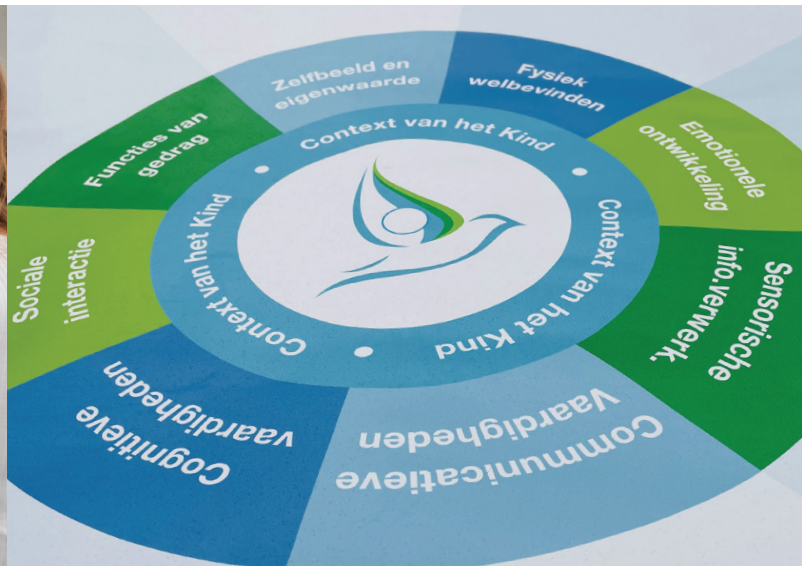 Zelfbeeld en
eigenwaarde
Fysiek
welbevinden
Emotionele
ontwikkeling
Sensorische
info.verwerk.
Communicatieve
Vaardigheden
Cognitieve
vaardigheden
Sociale
interactie
Functies van
gedrag
Context van het Kind
Context van het Kind
Context van het Kind
Context van het Kind